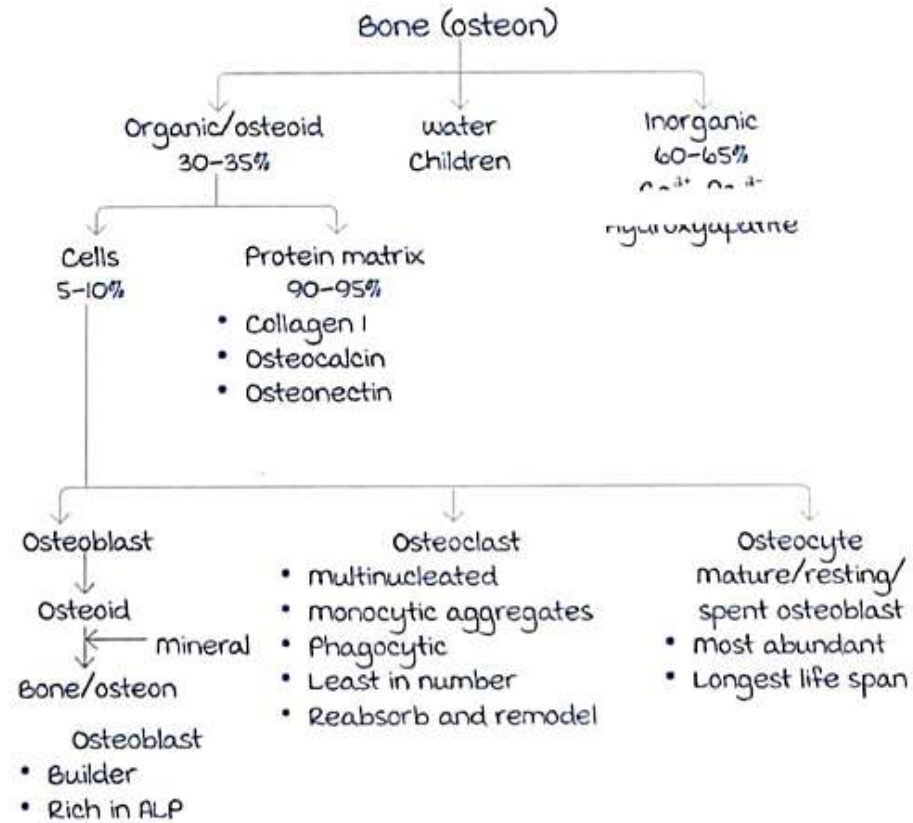 Bone (osteon)
Organic/osteoid
30-35%
water
Children
Inorganic
60-65%
Cells
5-10%
Protein matrix
90-95%
• Collagen I
• Osteocalcin
• Osteonectin
Osteoblast
Osteoid
mineral
Bone/osteon
Osteoblast
• Builder
• Rich in ALP
Osteoclast
• multinucleated
• monocytic aggregates
• Phagocytic
• Least in number
• Reabsorb and remodel
Osteocyte
mature/resting/
spent osteoblast
• most abundant
• Longest life span